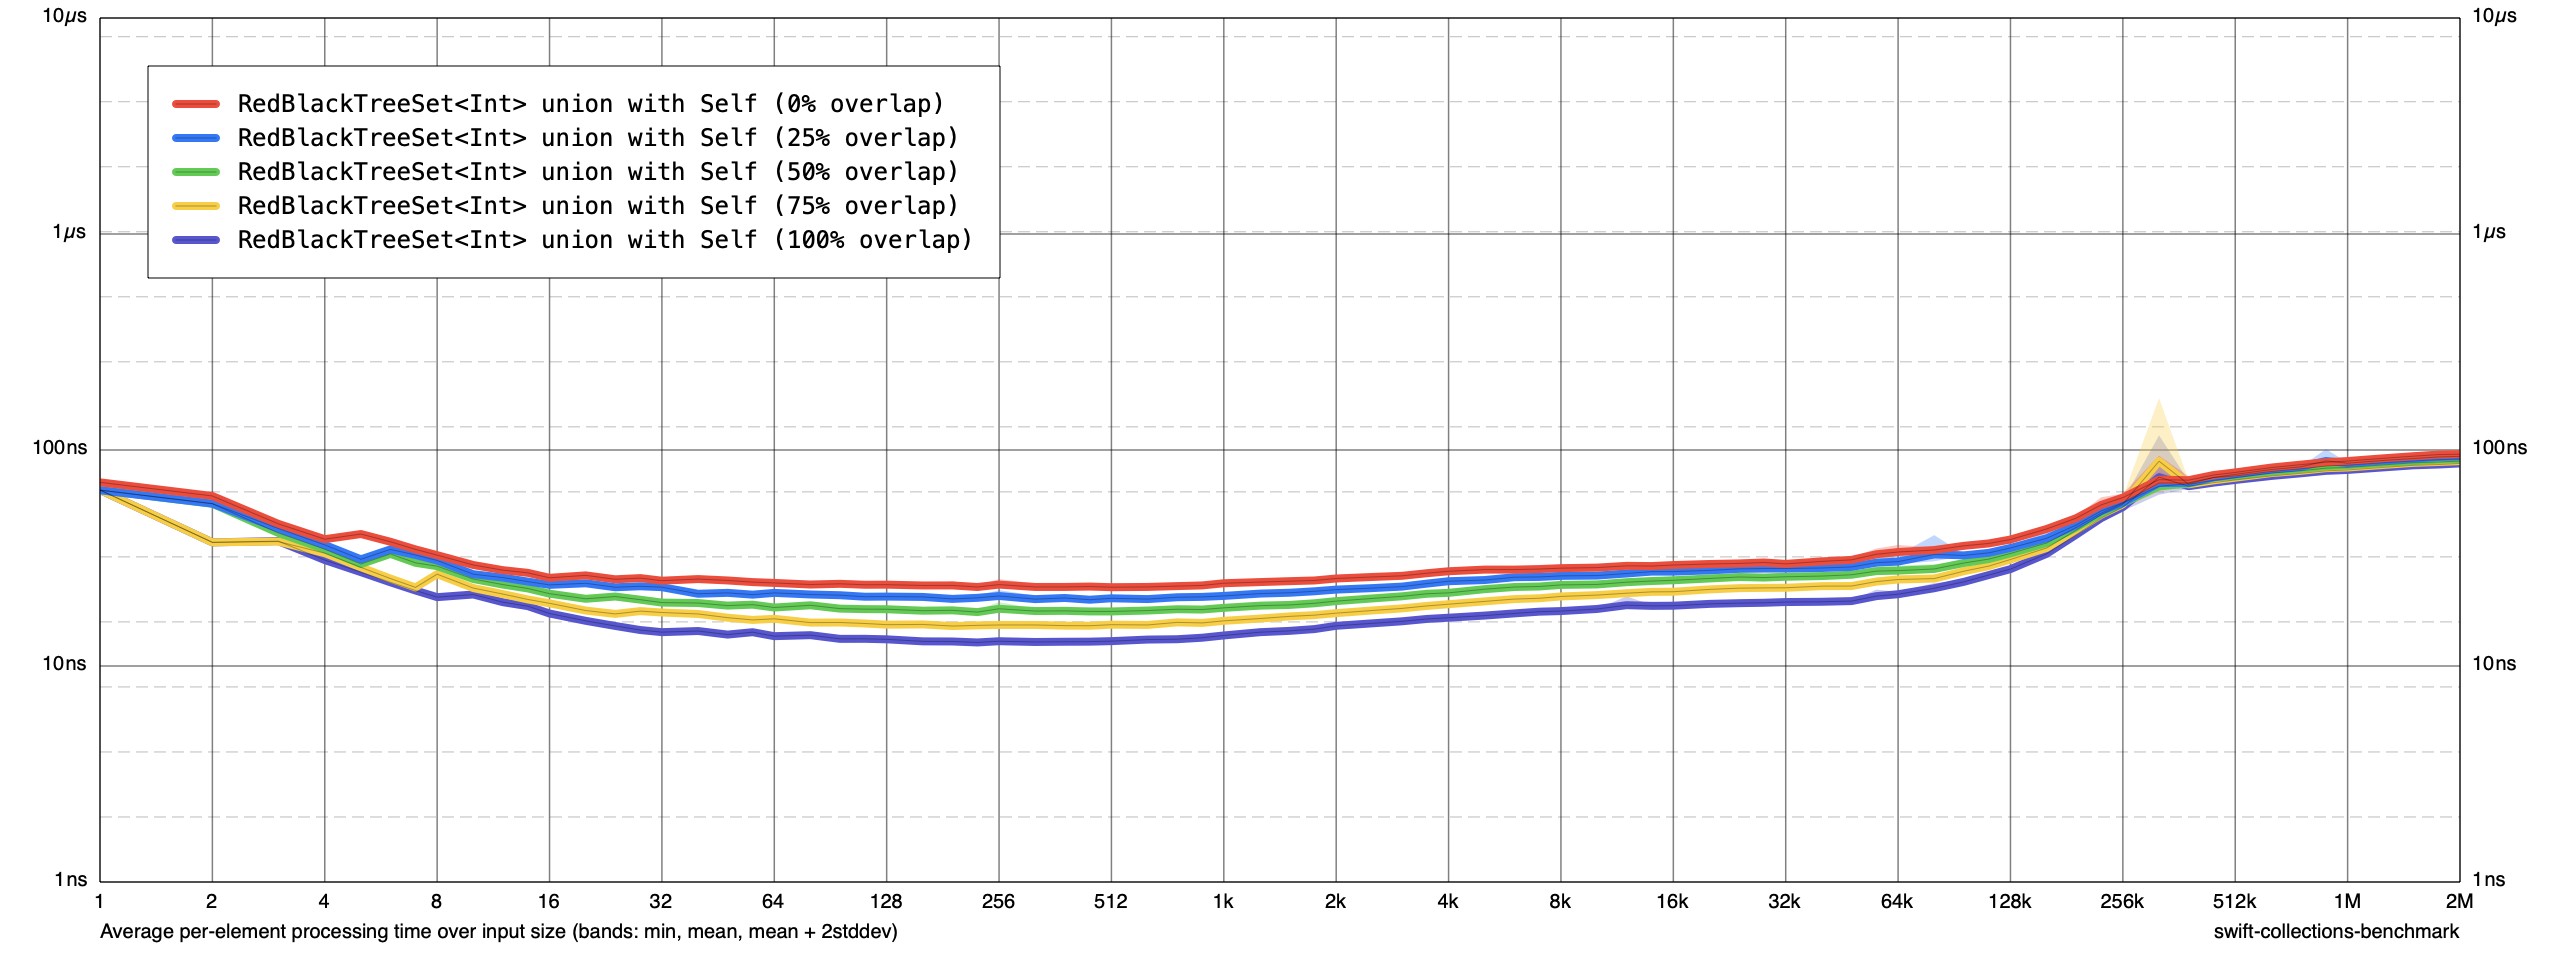 10µs
10µs
RedBlackTreeSet<Int> union with Self (0% overlap)
RedBlackTreeSet<Int> union with Self (25% overlap)
RedBlackTreeSet<Int> union with Self (50% overlap)
RedBlackTreeSet<Int> union with Self (75% overlap)
RedBlackTreeSet<Int> union with Self (100% overlap)
1µs
1µs
100ns
100ns
10ns
10ns
1ns
1ns
1 2 4 8 16 32 64 128 256 512 1k 2k 4k 8k 16k 32k 64k 128k 256k 512k 1M 2M
Average per-element processing time over input size (bands: min, mean, mean + 2stddev)
swift-collections-benchmark